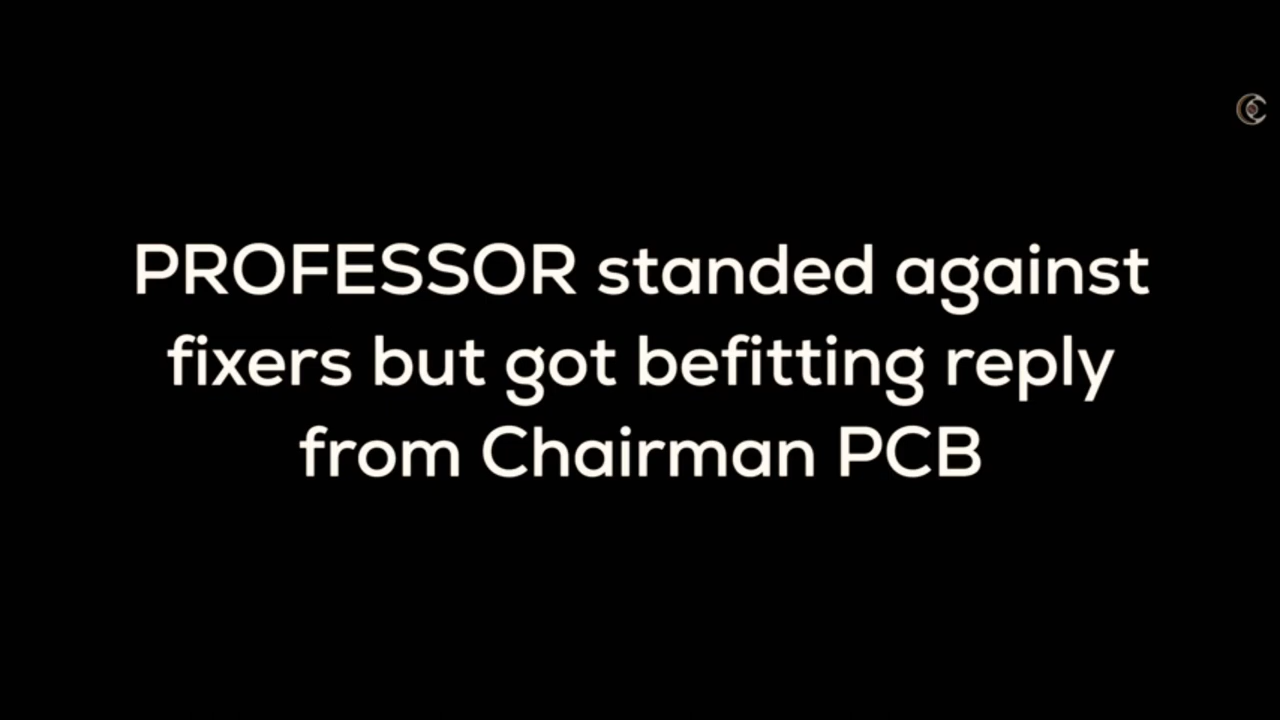 PROFESSOR standed against
fixers but got befitting reply
from Chairman PCB